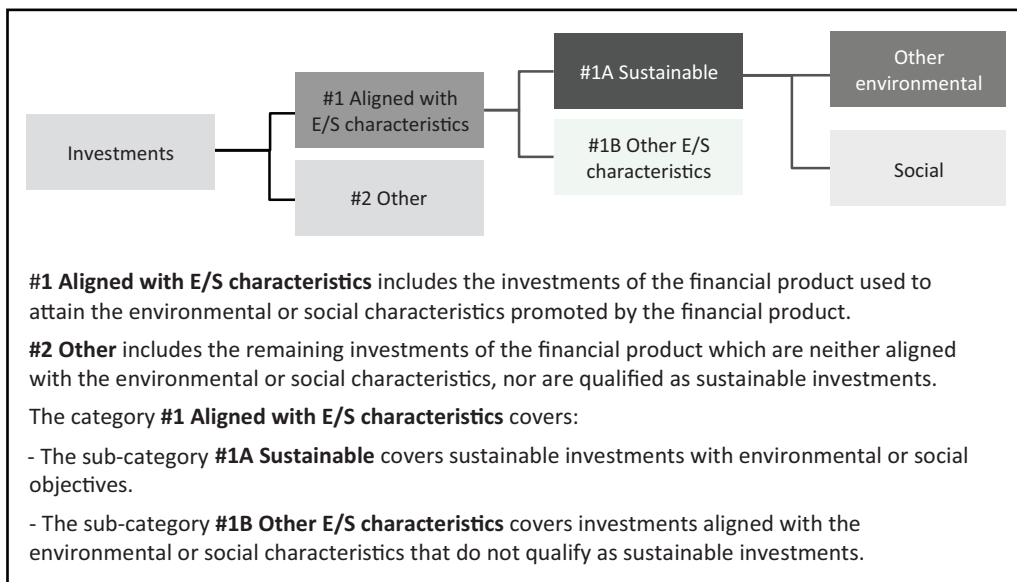 Investments
#1 Aligned with
E/S characteristics
#2 Other
#1A Sustainable
#1B Other E/S
characteristics
Other
environmental
Social
#1 Aligned with E/S characteristics includes the investments of the financial product used to
attain the environmental or social characteristics promoted by the financial product.
#2 Other includes the remaining investments of the financial product which are neither aligned
with the environmental or social characteristics, nor are qualified as sustainable investments.
The category #1 Aligned with E/S characteristics covers:
- The sub-category #1A Sustainable covers sustainable investments with environmental or social
objectives.
- The sub-category #1B Other E/S characteristics covers investments aligned with the
environmental or social characteristics that do not qualify as sustainable investments.